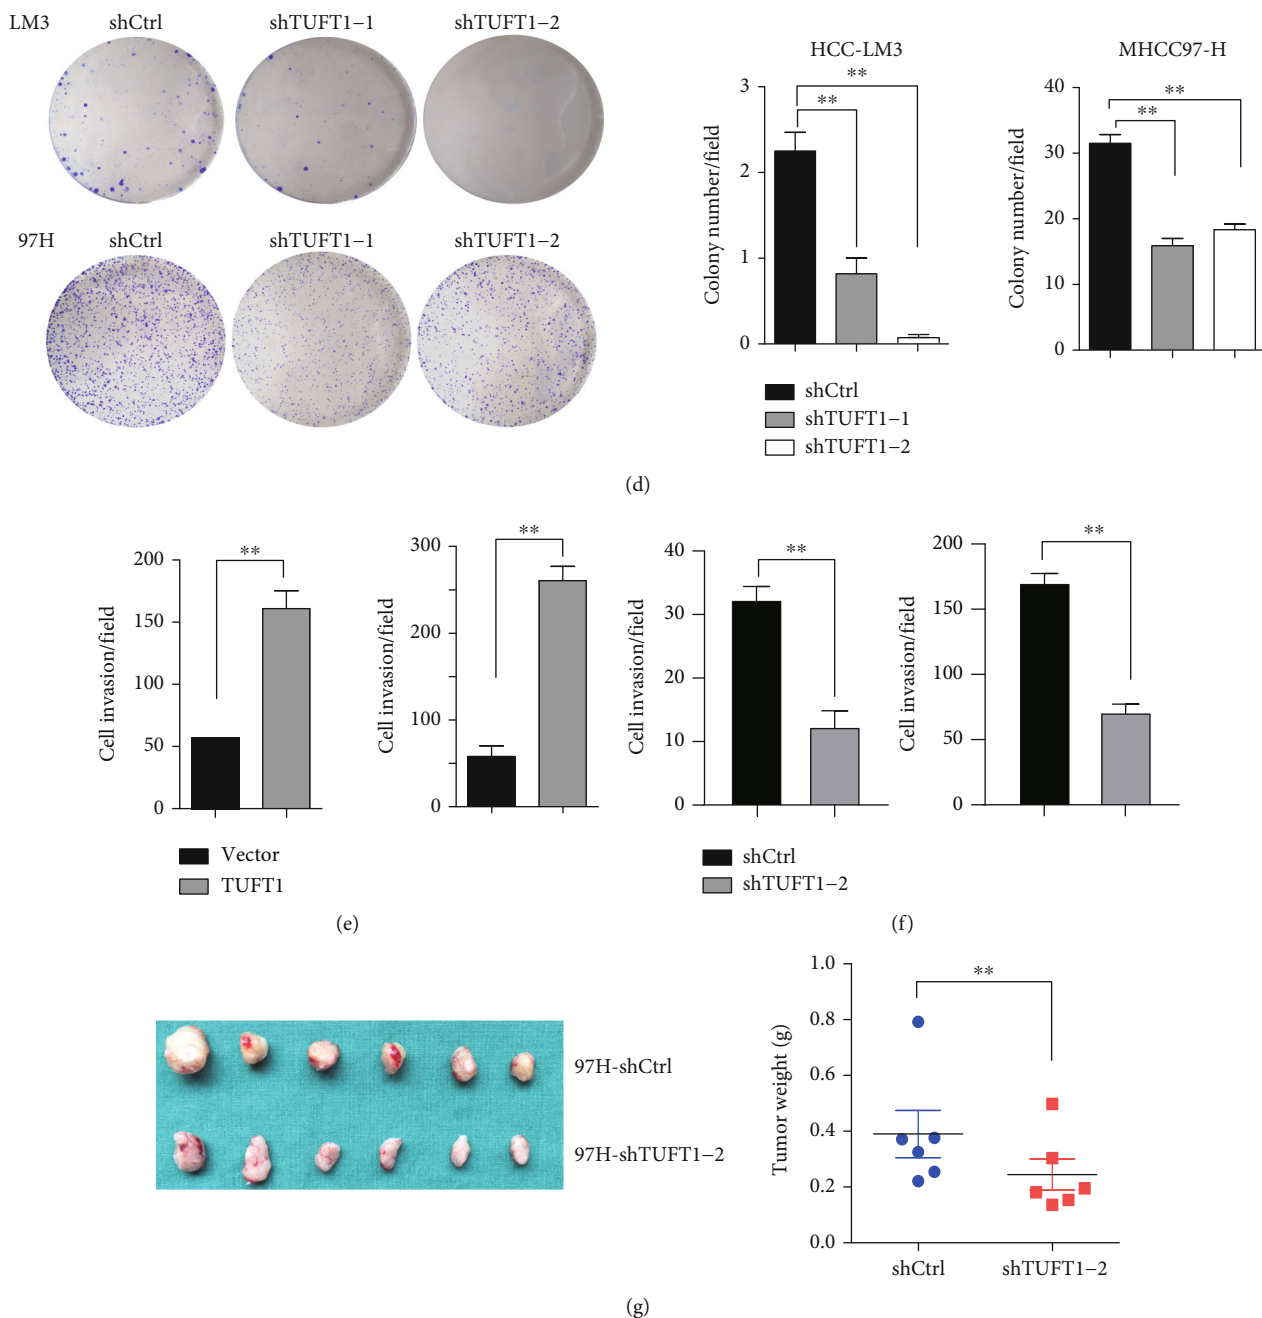 LM3 shCtrl shTUFT1-1 shTUFT1-2
97H shCtrl shTUFT1-1 shTUFT1-2
HCC-LM3
Colony number/field
3
2
1
0
**
**
MHCC97-H
Colony number/field
40
30
20
10
0
**
**
shCtrl
shTUFT1-1
shTUFT1-2
(d)
Cell invasion/field
200
150
100
50
0
**
Cell invasion/field
300
200
100
0
**
Vector
TUFT1
(e)
Cell invasion/field
40
30
20
10
0
**
Cell invasion/field
200
150
100
50
0
**
shCtrl
shTUFT1-2
(f)
97H-shCtrl
97H-shTUFT1-2
Tumor weight (g)
1.0
0.8
0.6
0.4
0.2
0.0
**
shCtrl shTUFT1-2
(g)